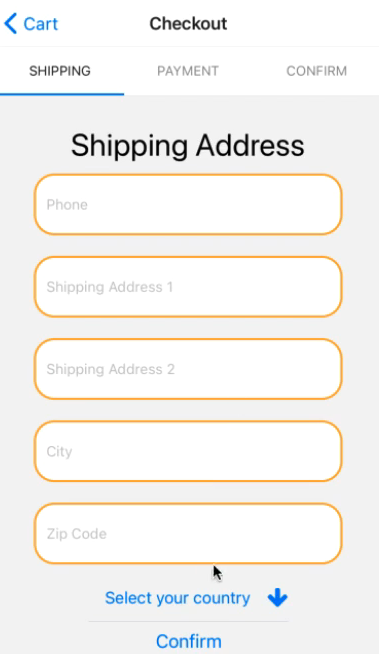 Cart Checkout
SHIPPING PAYMENT CONFIRM
Shipping Address
Phone
Shipping Address 1
Shipping Address 2
City
Zip Code
Select your country
Confirm